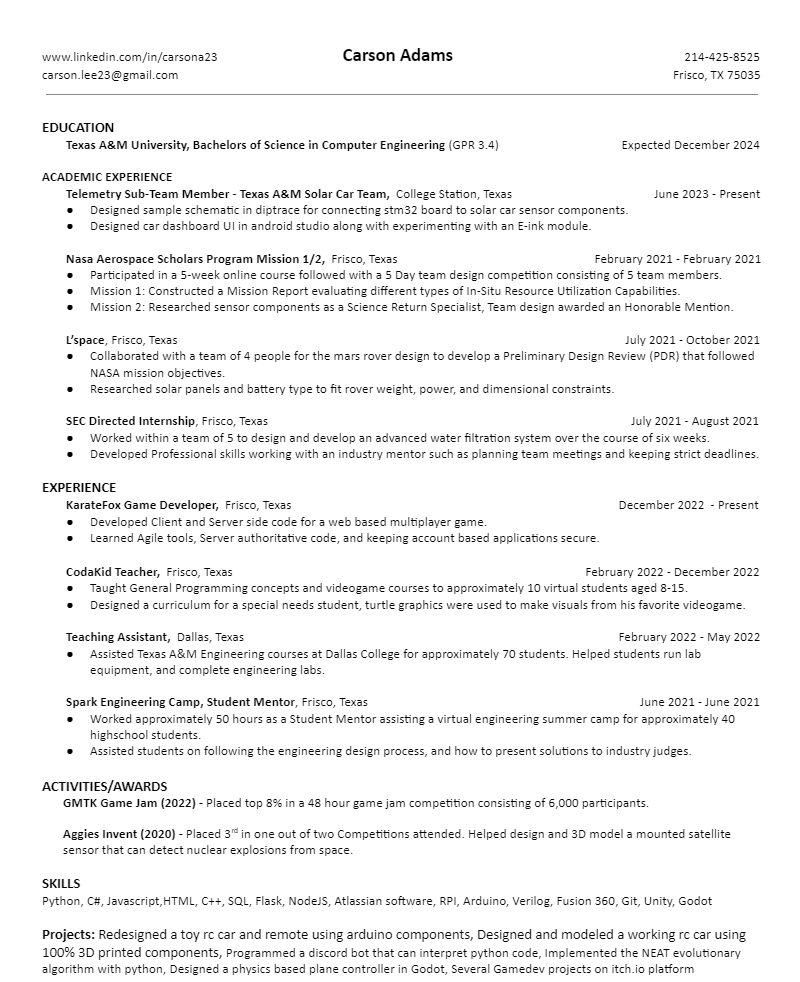 www.linkedin.com/in/carsona23 Carson Adams 214-425-8525
carson.lee23@gmail.com Frisco, TX 75035
EDUCATION
Texas A&M University, Bachelors of Science in Computer Engineering (GPR 3.4) Expected December 2024
ACADEMIC EXPERIENCE
Telemetry Sub-Team Member - Texas A&M Solar Car Team, College Station, Texas June 2023 - Present
● Designed sample schematic in diptrace for connecting stm32 board to solar car sensor components.
● Designed car dashboard UI in android studio along with experimenting with an E-ink module.
Nasa Aerospace Scholars Program Mission 1/2, Frisco, Texas February 2021 - February 2021
● Participated in a 5-week online course followed with a 5 Day team design competition consisting of 5 team members.
● Mission 1: Constructed a Mission Report evaluating different types of In-Situ Resource Utilization Capabilities.
● Mission 2: Researched sensor components as a Science Return Specialist, Team design awarded an Honorable Mention.
L'space, Frisco, Texas July 2021 - October 2021
● Collaborated with a team of 4 people for the mars rover design to develop a Preliminary Design Review (PDR) that followed
NASA mission objectives.
● Researched solar panels and battery type to fit rover weight, power, and dimensional constraints.
SEC Directed Internship, Frisco, Texas July 2021 - August 2021
● Worked within a team of 5 to design and develop an advanced water filtration system over the course of six weeks.
● Developed Professional skills working with an industry mentor such as planning team meetings and keeping strict deadlines.
EXPERIENCE
KarateFox Game Developer, Frisco, Texas December 2022 - Present
● Developed Client and Server side code for a web based multiplayer game.
● Learned Agile tools, Server authoritative code, and keeping account based applications secure.
CodaKid Teacher, Frisco, Texas February 2022 - December 2022
● Taught General Programming concepts and videogame courses to approximately 10 virtual students aged 8-15.
● Designed a curriculum for a special needs student, turtle graphics were used to make visuals from his favorite videogame.
Teaching Assistant, Dallas, Texas February 2022 - May 2022
● Assisted Texas A&M Engineering courses at Dallas College for approximately 70 students. Helped students run lab
equipment, and complete engineering labs.
Spark Engineering Camp, Student Mentor, Frisco, Texas June 2021 - June 2021
● Worked approximately 50 hours as a Student Mentor assisting a virtual engineering summer camp for approximately 40
highschool students.
● Assisted students on following the engineering design process, and how to present solutions to industry judges.
ACTIVITIES/AWARDS
GMTK Game Jam (2022) - Placed top 8% in a 48 hour game jam competition consisting of 6,000 participants.
Aggies Invent (2020) - Placed 3rd in one out of two Competitions attended. Helped design and 3D model a mounted satellite
sensor that can detect nuclear explosions from space.
SKILLS
Python, C#, Javascript,HTML, C++, SQL, Flask, NodeJS, Atlassian software, RPI, Arduino, Verilog, Fusion 360, Git, Unity, Godot
Projects: Redesigned a toy rc car and remote using arduino components, Designed and modeled a working rc car using
100% 3D printed components, Programmed a discord bot that can interpret python code, Implemented the NEAT evolutionary
algorithm with python, Designed a physics based plane controller in Godot, Several Gamedev projects on itch.io platform